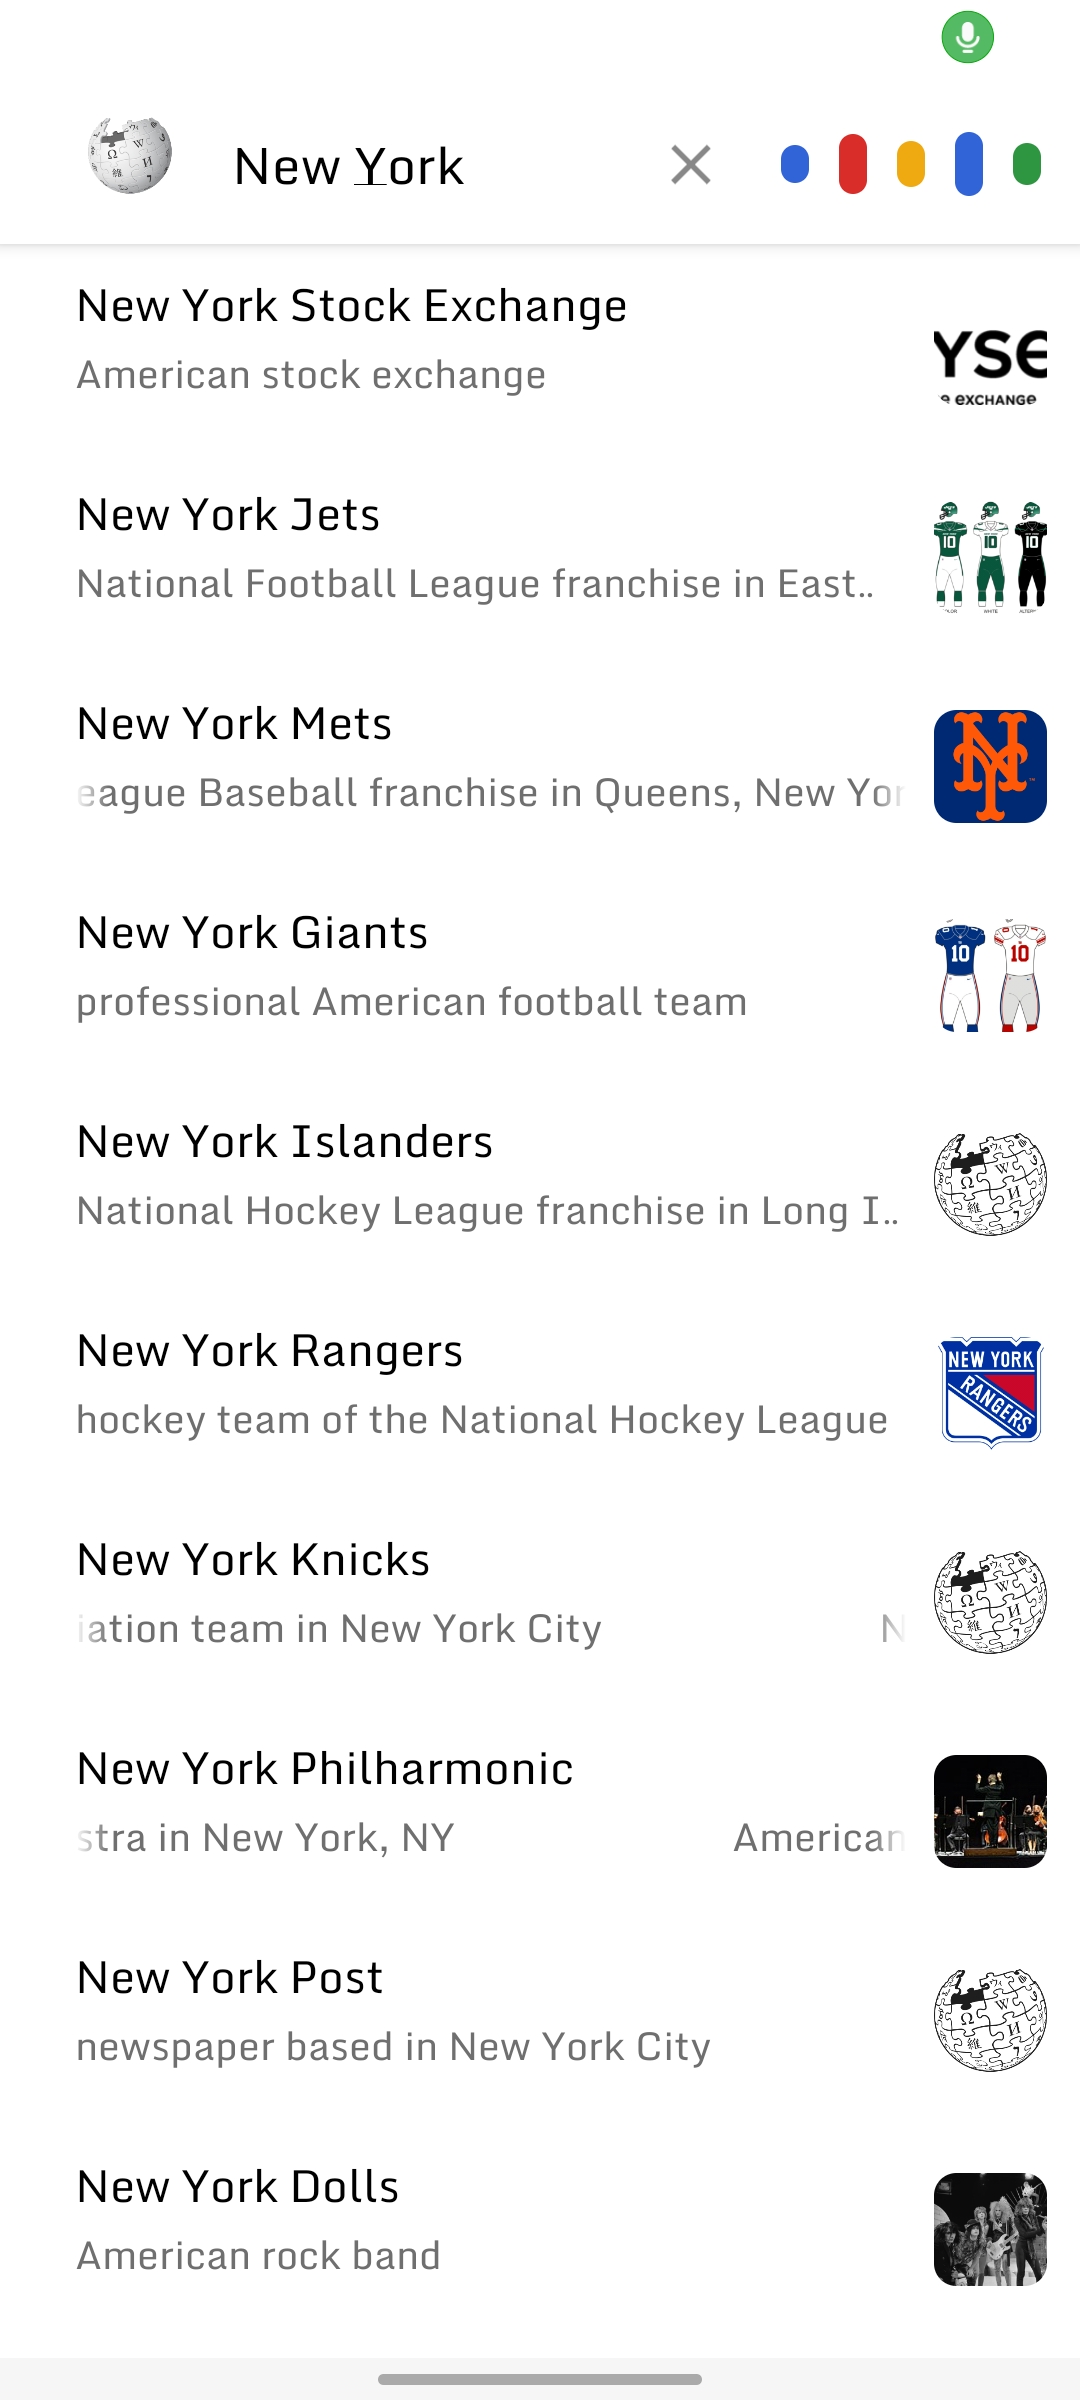 New York
New York Stock Exchange
American stock exchange
YSE
EXCHANGE
New York Jets
National Football League franchise in East..
10 10 10
WHITE
New York Mets
eague Baseball franchise in Queens, New Yor
NY
New York Giants
professional American football team
10 10
New York Islanders
National Hockey League franchise in Long I..
New York Rangers
hockey team of the National Hockey League
NEW YORK
RANGERS
New York Knicks
iation team in New York City N
New York Philharmonic
stra in New York, NY American
New York Post
newspaper based in New York City
New York Dolls
American rock band